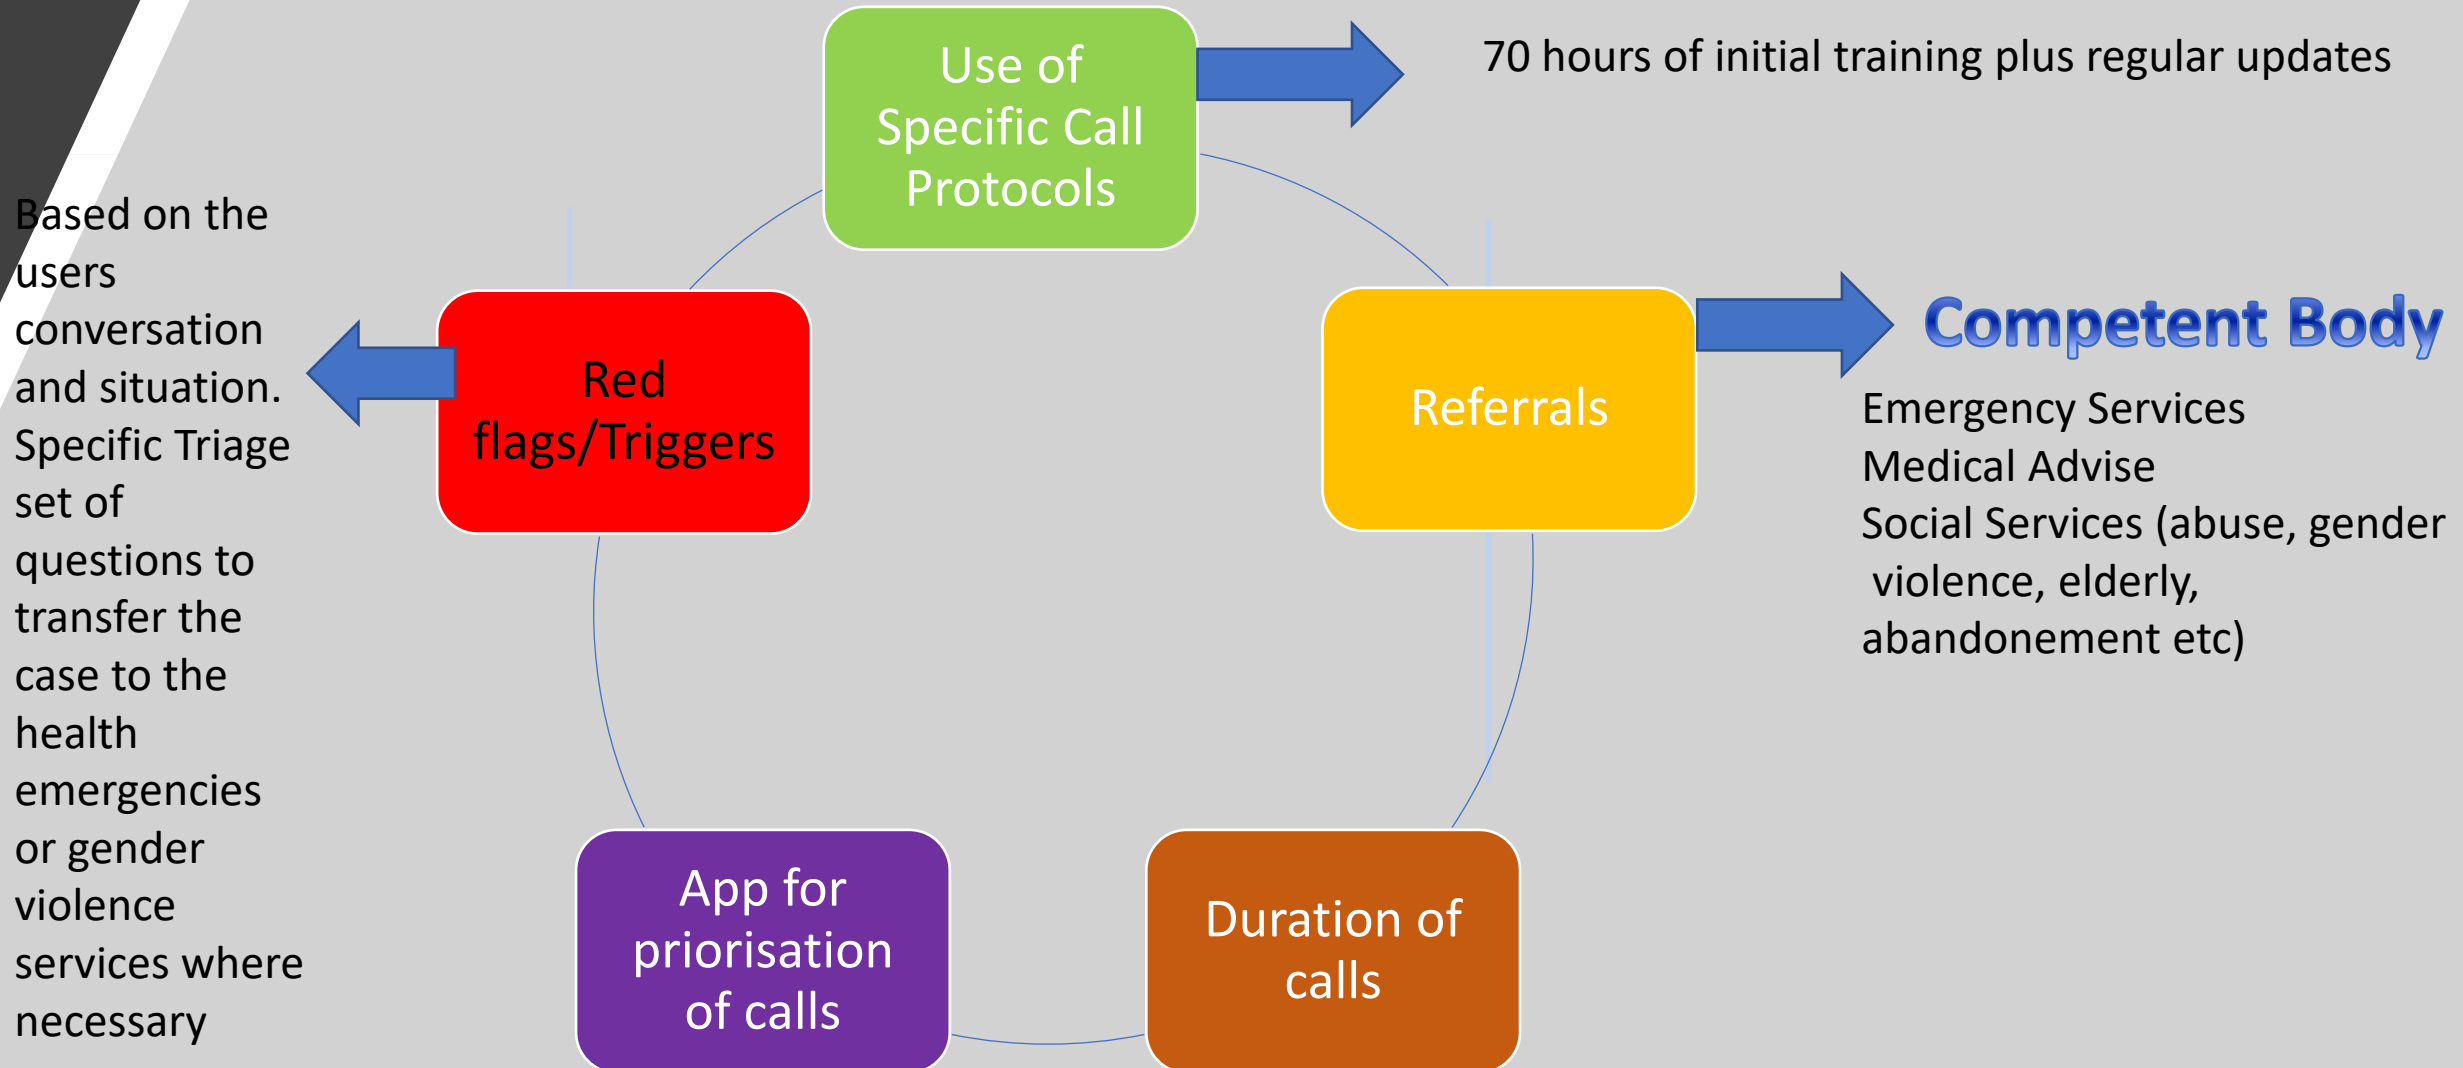 Use of
Specific Call
Protocols
70 hours of initial training plus regular updates
Based on the
users
conversation
and situation.
Specific Triage
set of
questions to
transfer the
case to the
health
emergencies
or gender
violence
services where
necessary
Red
flags/Triggers
Referrals
Competent Body
Emergency Services
Medical Advise
Social Services (abuse, gender
violence, elderly,
abandonement etc)
App for
priorisation
of calls
Duration of
calls